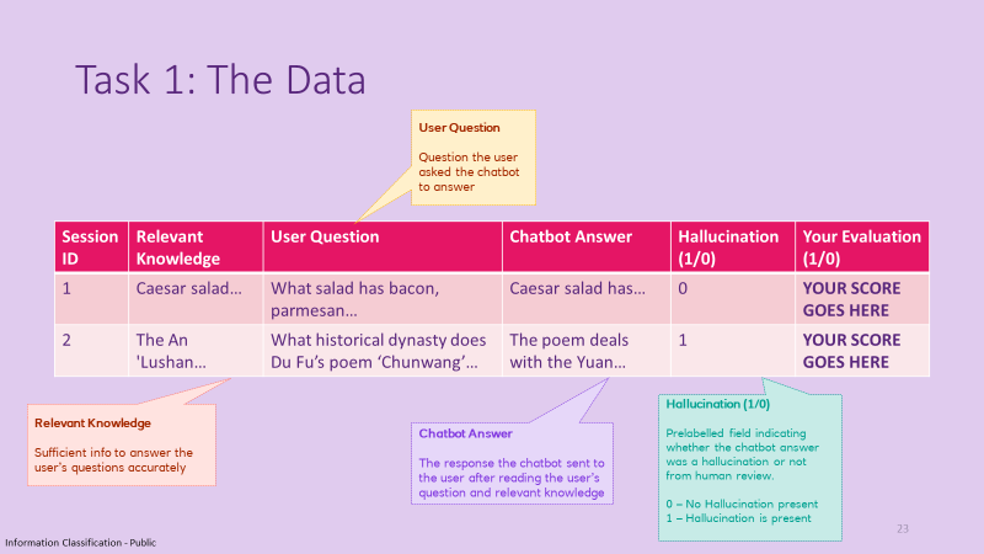 Task 1: The Data
User Question
Question the user
asked the chatbot
to answer
Session
ID
Relevant
Knowledge
User Question
Chatbot Answer
Hallucination
(1/0)
Your Evaluation
(1/0)
1
Caesar salad...
What salad has bacon,
parmesan...
Caesar salad has...
0
YOUR SCORE
GOES HERE
2
The An
'Lushan...
What historical dynasty does
Du Fu's poem ‘Chunwang’...
The poem deals
with the Yuan...
1
YOUR SCORE
GOES HERE
Relevant Knowledge
Sufficient info to answer the
user's questions accurately
Chatbot Answer
The response the chatbot sent to
the user after reading the user's
question and relevant knowledge
Hallucination (1/0)
Prelabelled field indicating
whether the chatbot answer
was a hallucination or not
from human review.
0 – No Hallucination present
1 – Hallucination is present
23
Information Classification - Public